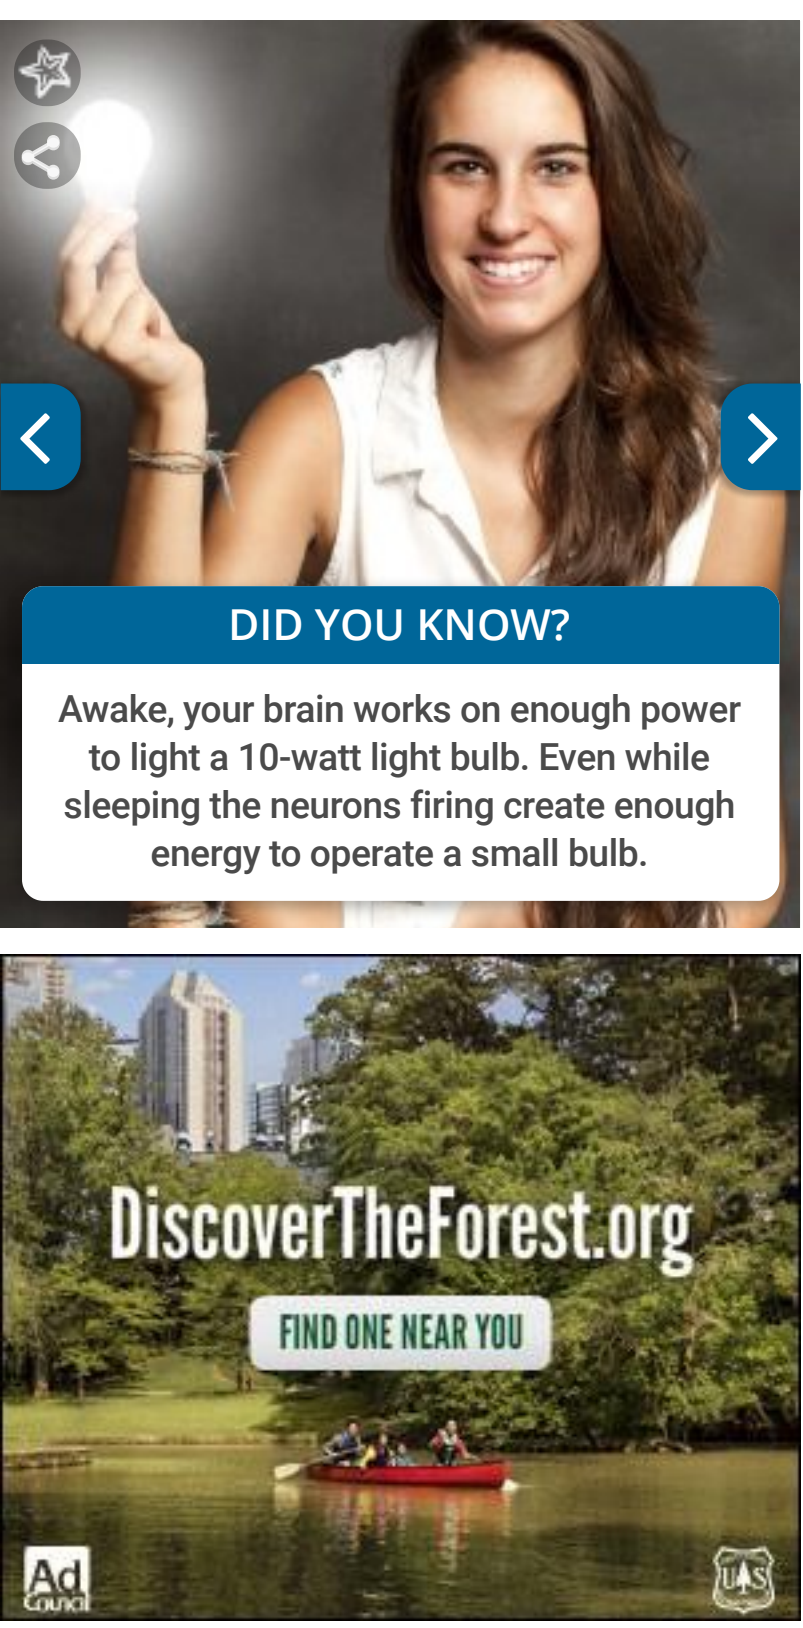 DID YOU KNOW?
Awake, your brain works on enough power
to light a 10-watt light bulb. Even while
sleeping the neurons firing create enough
energy to operate a small bulb.
DiscoverTheForest.org
FIND ONE NEAR YOU
Ad
Council
U S